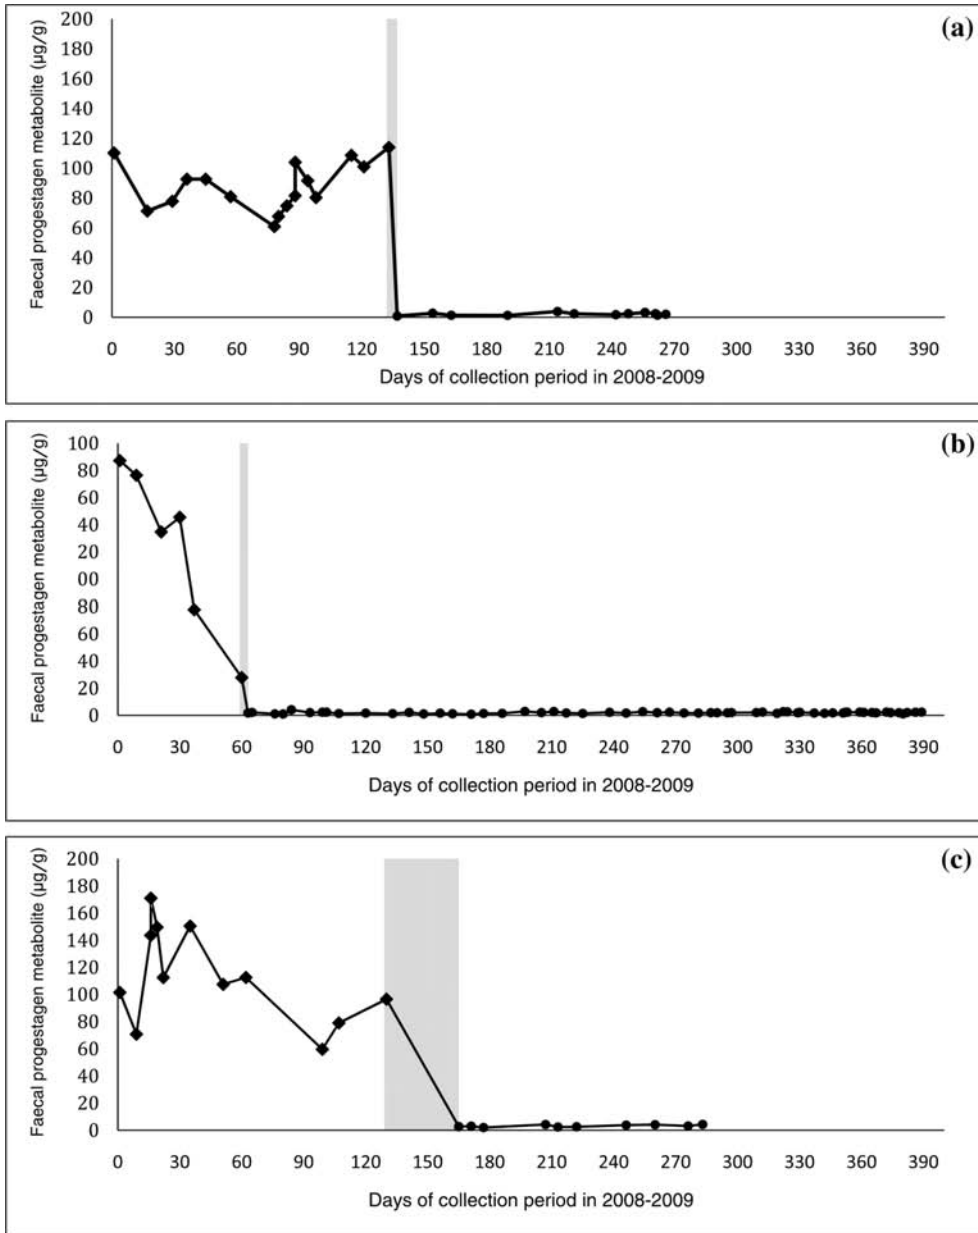 (a)
Faecal progestagen metabolite (µg/g)
200
180
160
140
120
100
80
60
40
20
0
0 30 60 90 120 150 180 210 240 270 300 330 360 390
Days of collection period in 2008-2009
(b)
Faecal progestagen metabolite (µg/g)
100
80
60
40
20
00
80
60
40
20
0
0 30 60 90 120 150 180 210 240 270 300 330 360 390
Days of collection period in 2008-2009
(c)
Faecal progestagen metabolite (µg/g)
200
180
160
140
120
100
80
60
40
20
0
0 30 60 90 120 150 180 210 240 270 300 330 360 390
Days of collection period in 2008-2009